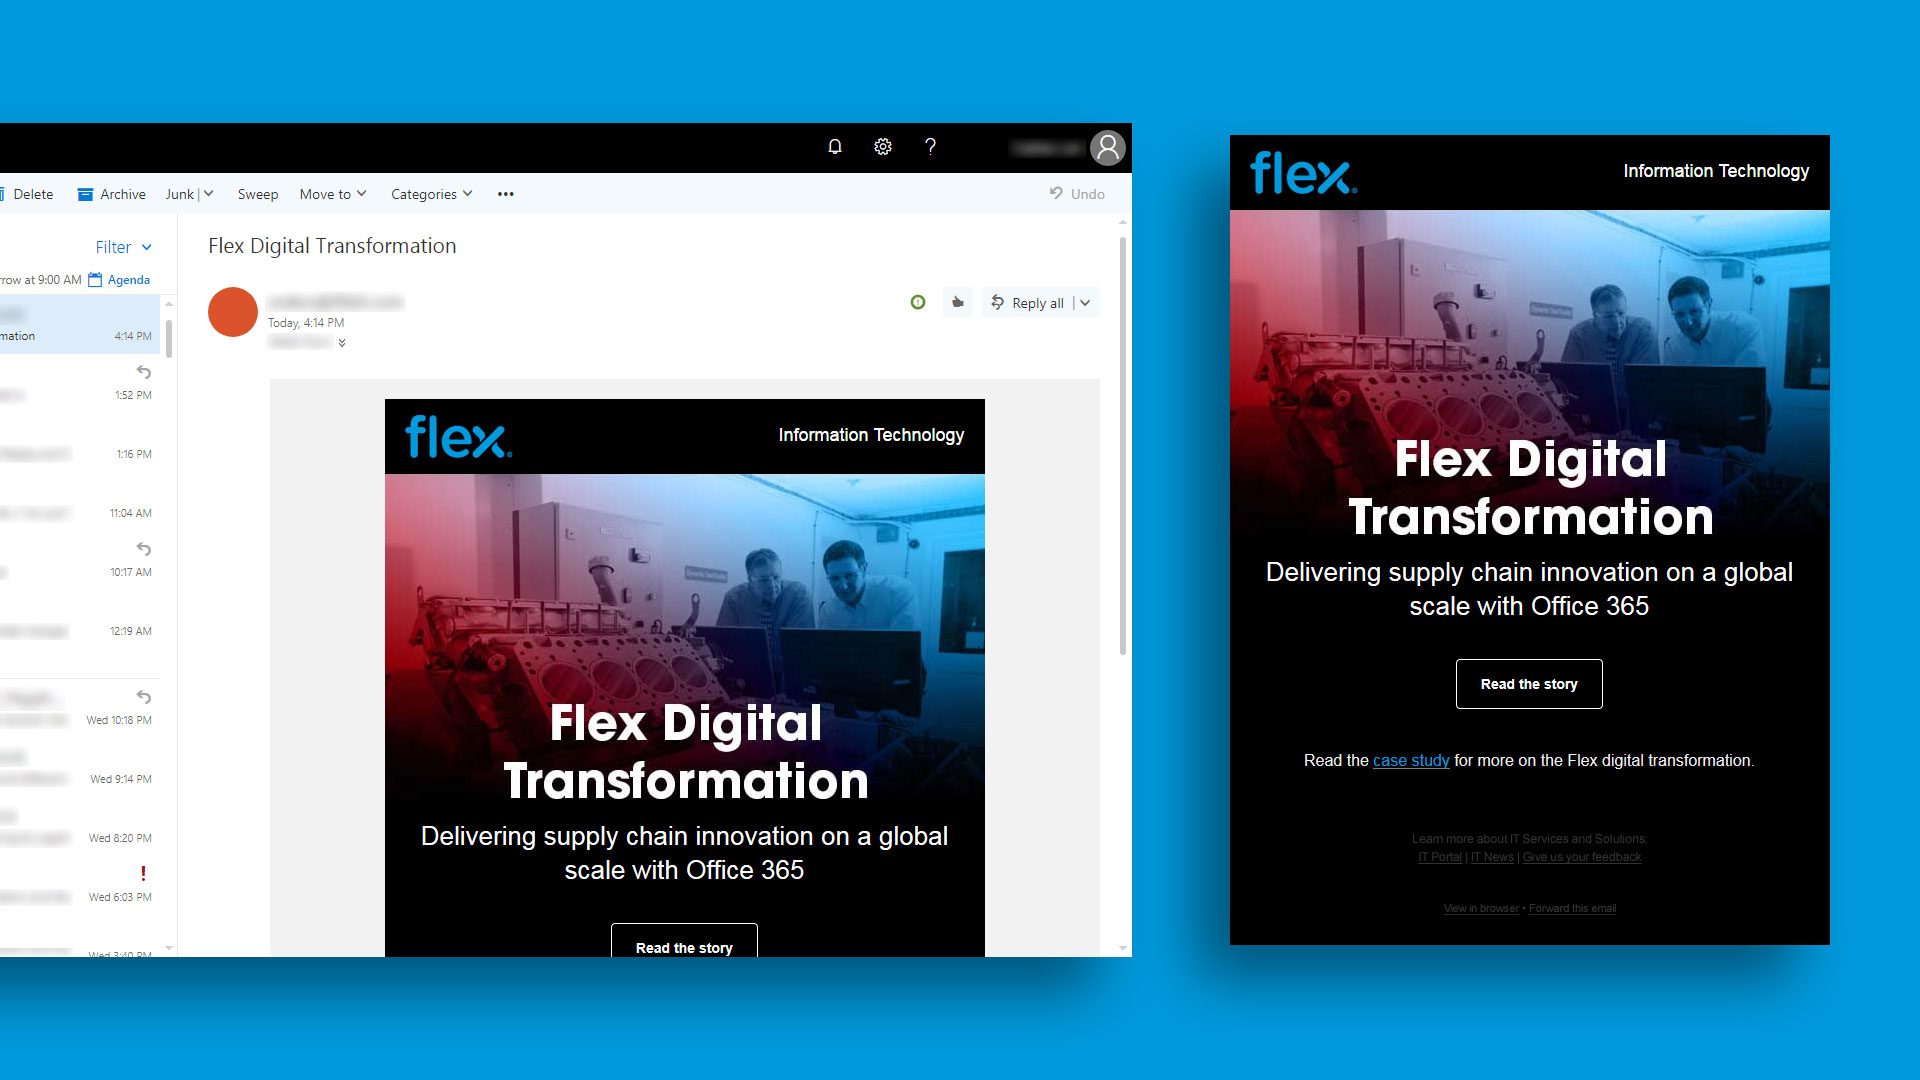 Delete
Archive
Junk
Sweep
Move to
Categories
Undo
Filter
at 9:00 AM
Agenda
4:14 PM
1:52 PM
1:16 PM
11:04 AM
10:17 AM
12:19 AM
Wed 10:18 PM
Wed 9:14 PM
Wed 8:20 PM
!
Wed 6:03 PM
Wed 3:40 PM
Flex Digital Transformation
Today, 4:14 PM
Reply all
flex.
Information Technology
Flex Digital
Transformation
Delivering supply chain innovation on a global
scale with Office 365
Read the story
flex.
Information Technology
Flex Digital
Transformation
Delivering supply chain innovation on a global
scale with Office 365
Read the story
Read the case study for more on the Flex digital transformation.
Learn more about IT Services and Solutions:
IT Portal | IT News | Give us your feedback
View in browser • Forward this email